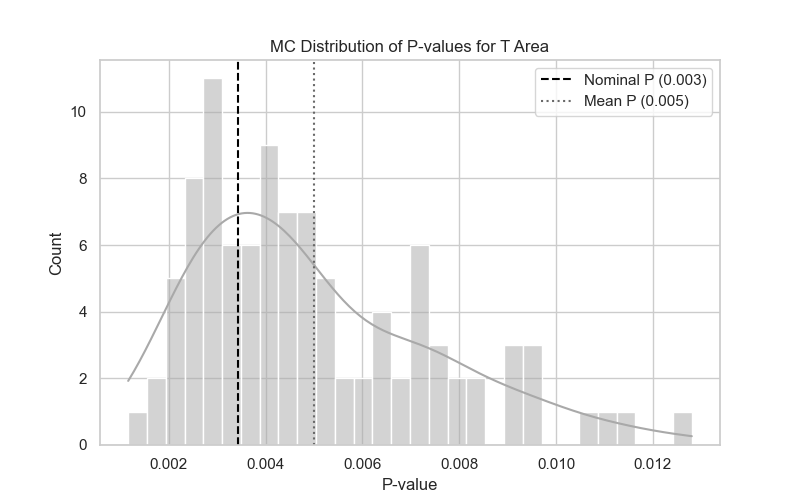 MC Distribution of P-values for T Area
Nominal P (0.003)
Mean P (0.005)
Count
10
8
6
4
2
0
0.002 0.004 0.006 0.008 0.010 0.012
P-value